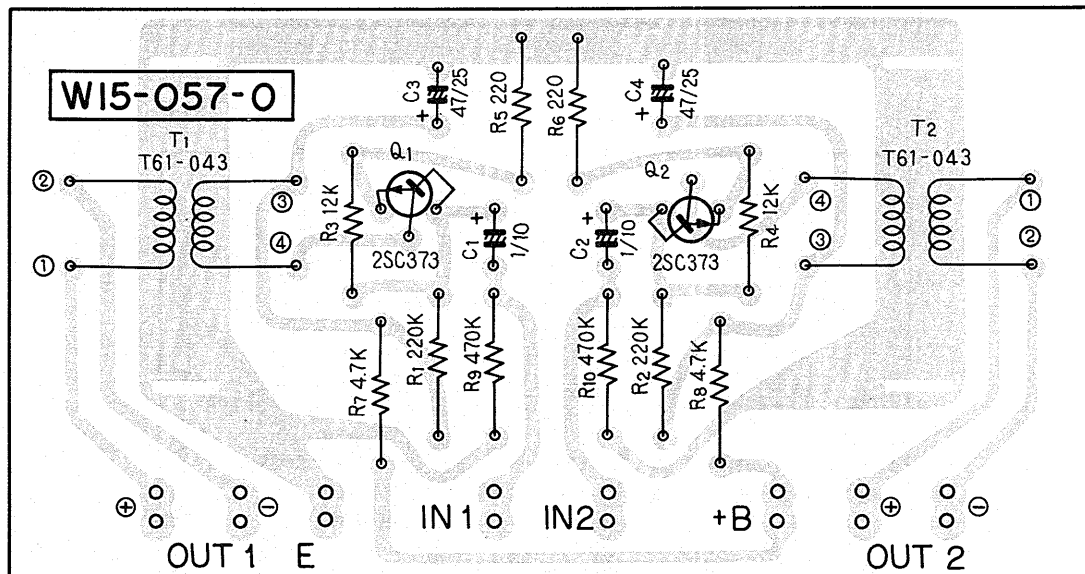 W15-057-0
T1
T61-043
②
①
③
④
R3 12K
Q1
2SC373
C3
47/25
+
R5 220
R6 220
C4
47/25
+
C1
1/10
+
C2
1/10
+
Q2
2SC373
R4 12K
T2
T61-043
④
③
①
②
R7 4.7K
R1 220K
R9 470K
R10 470K
R2 220K
R8 4.7K
⊕
⊖
OUT 1
E
IN 1
IN2
+B
⊕
⊖
OUT 2